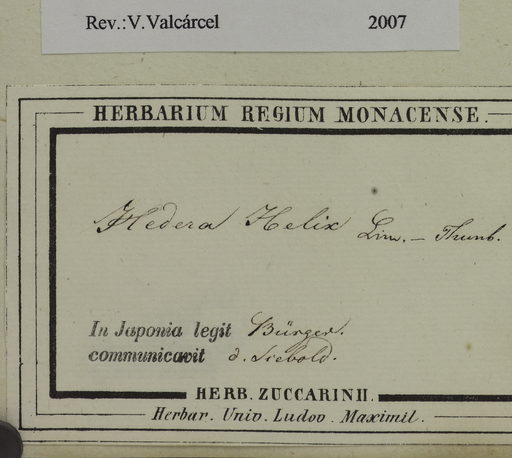 Rev.:V.Valcárcel 2007
HERBARIUM REGIUM MONACENSE.
Hedera Helix Linn. – Thunb.
In Japonia legit Bürger.
communicavit d. Siebold.
HERB. ZUCCARINII.
Herbar. Univ. Ludov. Maximil.